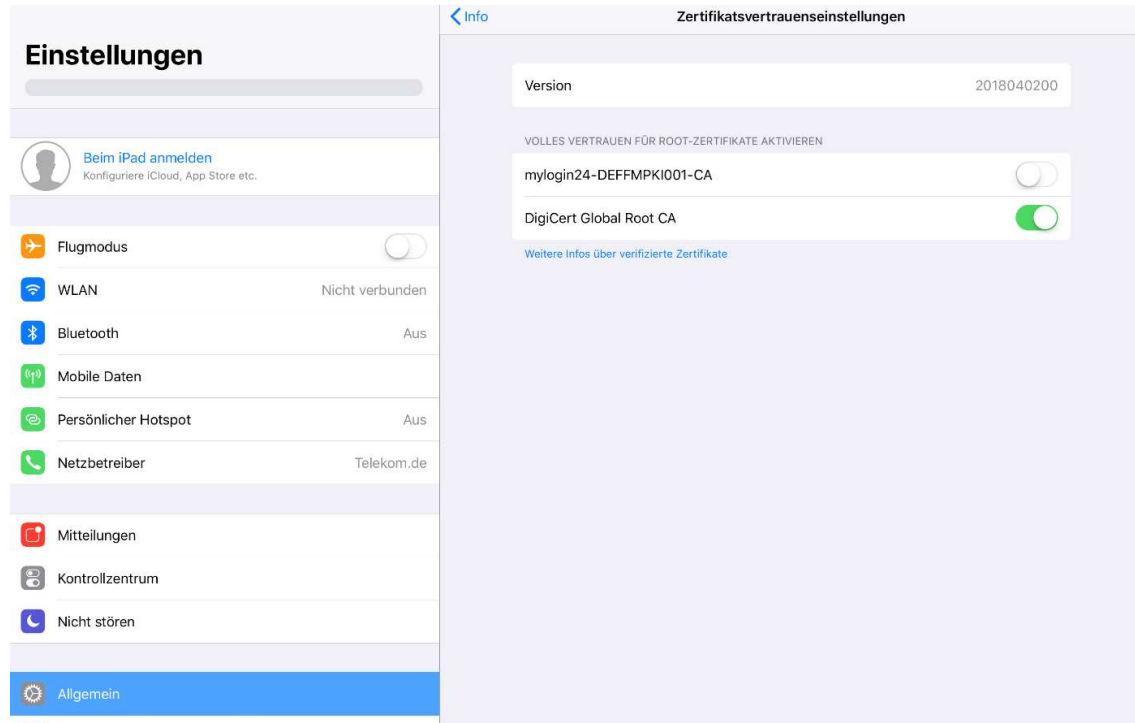 Einstellungen
Beim iPad anmelden
Konfiguriere iCloud, App Store etc.
Flugmodus
WLAN Nicht verbunden
Bluetooth Aus
Mobile Daten
Persönlicher Hotspot Aus
Netzbetreiber Telekom.de
Mitteilungen
Kontrollzentrum
Nicht stören
Allgemein
Info Zertifikatsvertrauenseinstellungen
Version 2018040200
VOLLES VERTRAUEN FÜR ROOT-ZERTIFIKATE AKTIVIEREN
mylogin24-DEFFMPKI001-CA
DigiCert Global Root CA
Weitere Infos über verifizierte Zertifikate